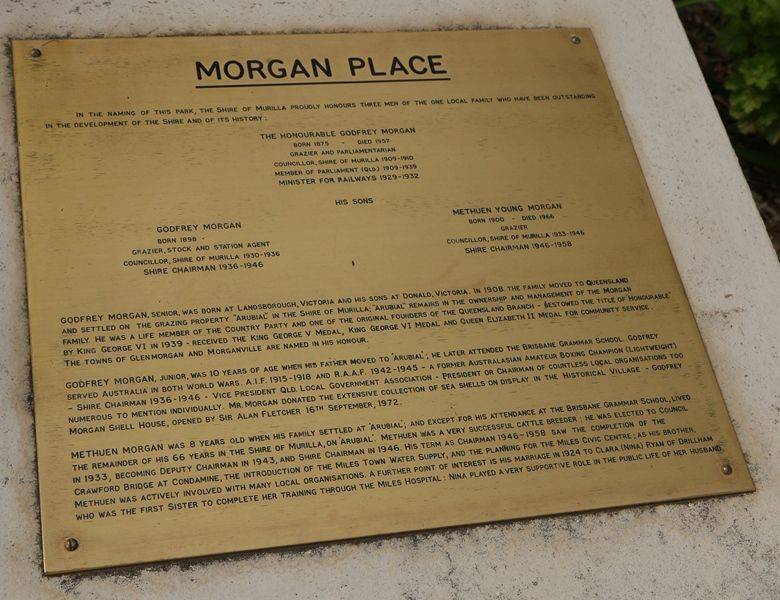 MORGAN PLACE
IN THE NAMING OF THIS PARK, THE SHIRE OF MURILLA PROUDLY HONOURS THREE MEN OF THE ONE LOCAL FAMILY WHO HAVE BEEN OUTSTANDING
IN THE DEVELOPMENT OF THE SHIRE AND OF ITS HISTORY :
THE HONOURABLE GODFREY MORGAN
BORN 1875 - DIED 1957
GRAZIER AND PARLIAMENTARIAN
COUNCILLOR, SHIRE OF MURILLA 1909-1910
MEMBER OF PARLIAMENT (QLD.) 1909-1939
MINISTER FOR RAILWAYS 1929-1932
HIS SONS
GODFREY MORGAN
BORN 1898 -
GRAZIER, STOCK AND STATION AGENT
COUNCILLOR, SHIRE OF MURILLA 1930-1936
SHIRE CHAIRMAN 1936-1946
METHUEN YOUNG MORGAN
BORN 1900 - DIED 1966
GRAZIER
COUNCILLOR, SHIRE OF MURILLA 1933-1946
SHIRE CHAIRMAN 1946-1958
GODFREY MORGAN, SENIOR, WAS BORN AT LANDSBOROUGH, VICTORIA AND HIS SONS AT DONALD, VICTORIA. IN 1908 THE FAMILY MOVED TO QUEENSLAND
AND SETTLED ON THE GRAZING PROPERTY "ARUBIAL" IN THE SHIRE OF MURILLA; "ARUBIAL" REMAINS IN THE OWNERSHIP AND MANAGEMENT OF THE MORGAN
FAMILY. HE WAS A LIFE MEMBER OF THE COUNTRY PARTY AND ONE OF THE ORIGINAL FOUNDERS OF THE QUEENSLAND BRANCH - BESTOWED THE TITLE OF 'HONOURABLE'
BY KING GEORGE VI IN 1939 - RECEIVED THE KING GEORGE V MEDAL, KING GEORGE VI MEDAL AND QUEEN ELIZABETH II MEDAL FOR COMMUNITY SERVICE.
THE TOWNS OF GLENMORGAN AND MORGANVILLE ARE NAMED IN HIS HONOUR.
GODFREY MORGAN, JUNIOR, WAS 10 YEARS OF AGE WHEN HIS FATHER MOVED TO 'ARUBIAL'; HE LATER ATTENDED THE BRISBANE GRAMMAR SCHOOL. GODFREY
SERVED AUSTRALIA IN BOTH WORLD WARS. A.I.F. 1915-1918 AND R.A.A.F. 1942-1945 - A FORMER AUSTRALASIAN AMATEUR BOXING CHAMPION (LIGHTWEIGHT)
- SHIRE CHAIRMAN 1936-1946 - VICE PRESIDENT QLD. LOCAL GOVERNMENT ASSOCIATION - PRESIDENT OR CHAIRMAN OF COUNTLESS LOCAL ORGANISATIONS TOO
NUMEROUS TO MENTION INDIVIDUALLY. MR. MORGAN DONATED THE EXTENSIVE COLLECTION OF SEA SHELLS ON DISPLAY IN THE HISTORICAL VILLAGE - GODFREY
MORGAN SHELL HOUSE, OPENED BY SIR ALAN FLETCHER 16TH SEPTEMBER, 1972.
METHUEN MORGAN WAS 8 YEARS OLD WHEN HIS FAMILY SETTLED AT 'ARUBIAL'; AND EXCEPT FOR HIS ATTENDANCE AT THE BRISBANE GRAMMAR SCHOOL, LIVED
THE REMAINDER OF HIS 66 YEARS IN THE SHIRE OF MURILLA, ON 'ARUBIAL'. METHUEN WAS A VERY SUCCESSFUL CATTLE BREEDER : HE WAS ELECTED TO COUNCIL
IN 1933, BECOMING DEPUTY CHAIRMAN IN 1943, AND SHIRE CHAIRMAN IN 1946. HIS TERM AS CHAIRMAN 1946-1958 SAW THE COMPLETION OF THE
CRAWFORD BRIDGE AT CONDAMINE, THE INTRODUCTION OF THE MILES TOWN WATER SUPPLY, AND THE PLANNING FOR THE MILES CIVIC CENTRE; AS HIS BROTHER,
METHUEN WAS ACTIVELY INVOLVED WITH MANY LOCAL ORGANISATIONS. A FURTHER POINT OF INTEREST IS HIS MARRIAGE IN 1924 TO CLARA (NINA) RYAN OF DRILLHAM
WHO WAS THE FIRST SISTER TO COMPLETE HER TRAINING THROUGH THE MILES HOSPITAL : NINA PLAYED A VERY SUPPORTIVE ROLE IN THE PUBLIC LIFE OF HER HUSBAND.